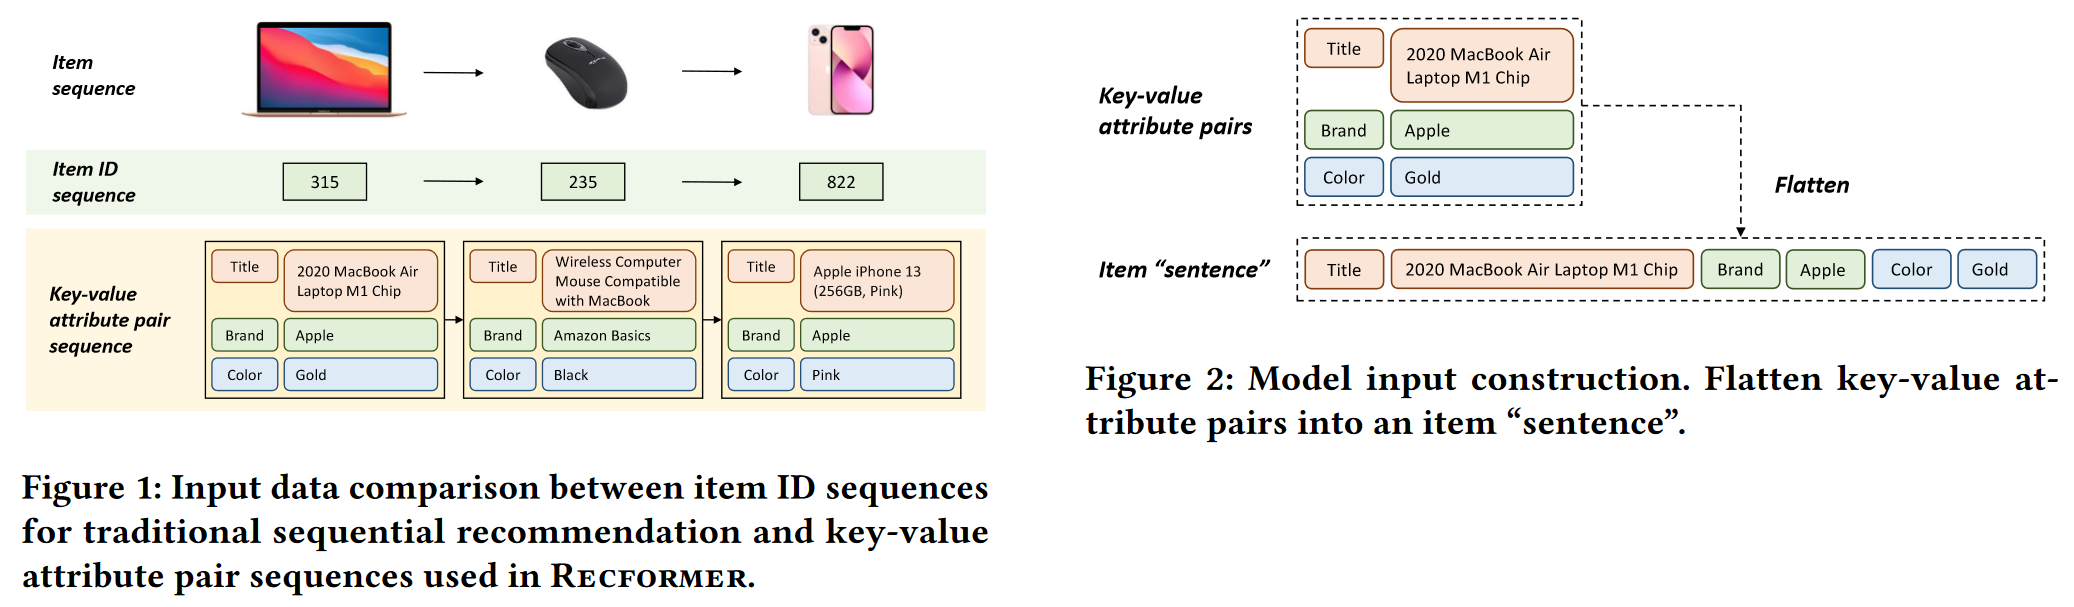 Item
sequence
Item ID
sequence
315
235
822
Key-value
attribute pair
sequence
Title
2020 MacBook Air
Laptop M1 Chip
Brand
Apple
Color
Gold
Title
Wireless Computer
Mouse Compatible
with MacBook
Brand
Amazon Basics
Color
Black
Title
Apple iPhone 13
(256GB, Pink)
Brand
Apple
Color
Pink
Figure 1: Input data comparison between item ID sequences
for traditional sequential recommendation and key-value
attribute pair sequences used in RECFORMER.
Key-value
attribute pairs
Title
2020 MacBook Air
Laptop M1 Chip
Brand
Apple
Color
Gold
Flatten
Item “sentence”
Title
2020 MacBook Air Laptop M1 Chip
Brand
Apple
Color
Gold
Figure 2: Model input construction. Flatten key-value at-
tribute pairs into an item “sentence”.